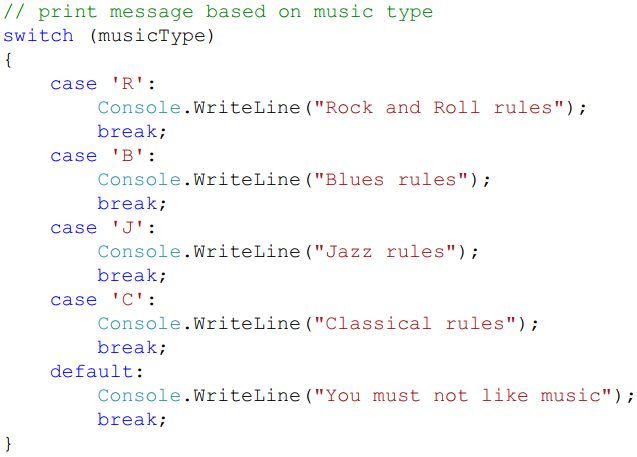 // print message based on music type
switch (musicType)
{
    case 'R':
        Console.WriteLine("Rock and Roll rules");
        break;
    case 'B':
        Console.WriteLine("Blues rules");
        break;
    case 'J':
        Console.WriteLine("Jazz rules");
        break;
    case 'C':
        Console.WriteLine("Classical rules");
        break;
    default:
        Console.WriteLine("You must not like music");
        break;
}